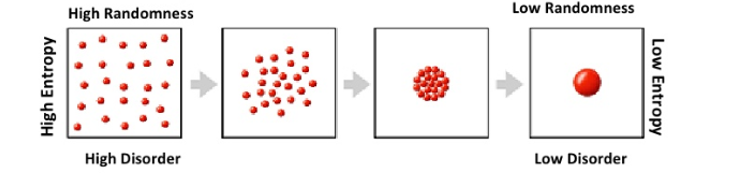 High Randomness
Low Randomness
High Entropy
Low Entropy
High Disorder
Low Disorder